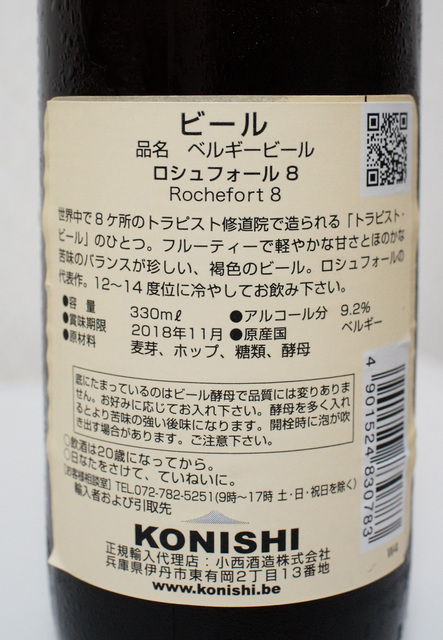 ビール
品名 ベルギービール
ロシュフォール 8
Rochefort 8
世界中で8ケ所のトラピスト修道院で造られる「トラピスト・
ビール」のひとつ。フルーティーで軽やかな甘さとほのかな
苦味のバランスが珍しい、褐色のビール。ロシュフォールの
代表作。12〜14度位に冷やしてお飲み下さい。
●容量 330mℓ ●アルコール分 9.2%
●賞味期限 2018年11月 ●原産国 ベルギー
●原材料 麦芽、ホップ、糖類、酵母
底にたまっているのはビール酵母で品質には変りありま
せん。お好みに応じてお入れ下さい。酵母を多く入れ
るとより苦味の強い後味になります。開栓時に泡が吹
き出す場合があります。ご注意下さい。
○飲酒は20歳になってから。
○日なたをさけて、ていねいに。
【お客様相談室】TEL.072-782-5251(9時〜17時 土・日・祝日を除く)
輸入者および引取先
KONISHI
正規輸入代理店：小西酒造株式会社
兵庫県伊丹市東有岡2丁目13番地
www.konishi.be
4 901524 830783
W4